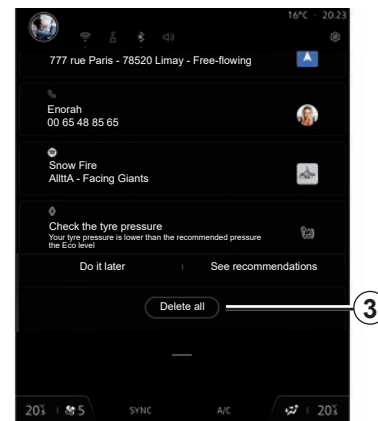 16°C · 20:23
777 rue Paris - 78520 Limay - Free-flowing
Enorah
00 65 48 85 65
Snow Fire
AllttA - Facing Giants
Check the tyre pressure
Your tyre pressure is lower than the recommended pressure
the Eco level
Do it later
See recommendations
Delete all
3
5
SYNC
A/C